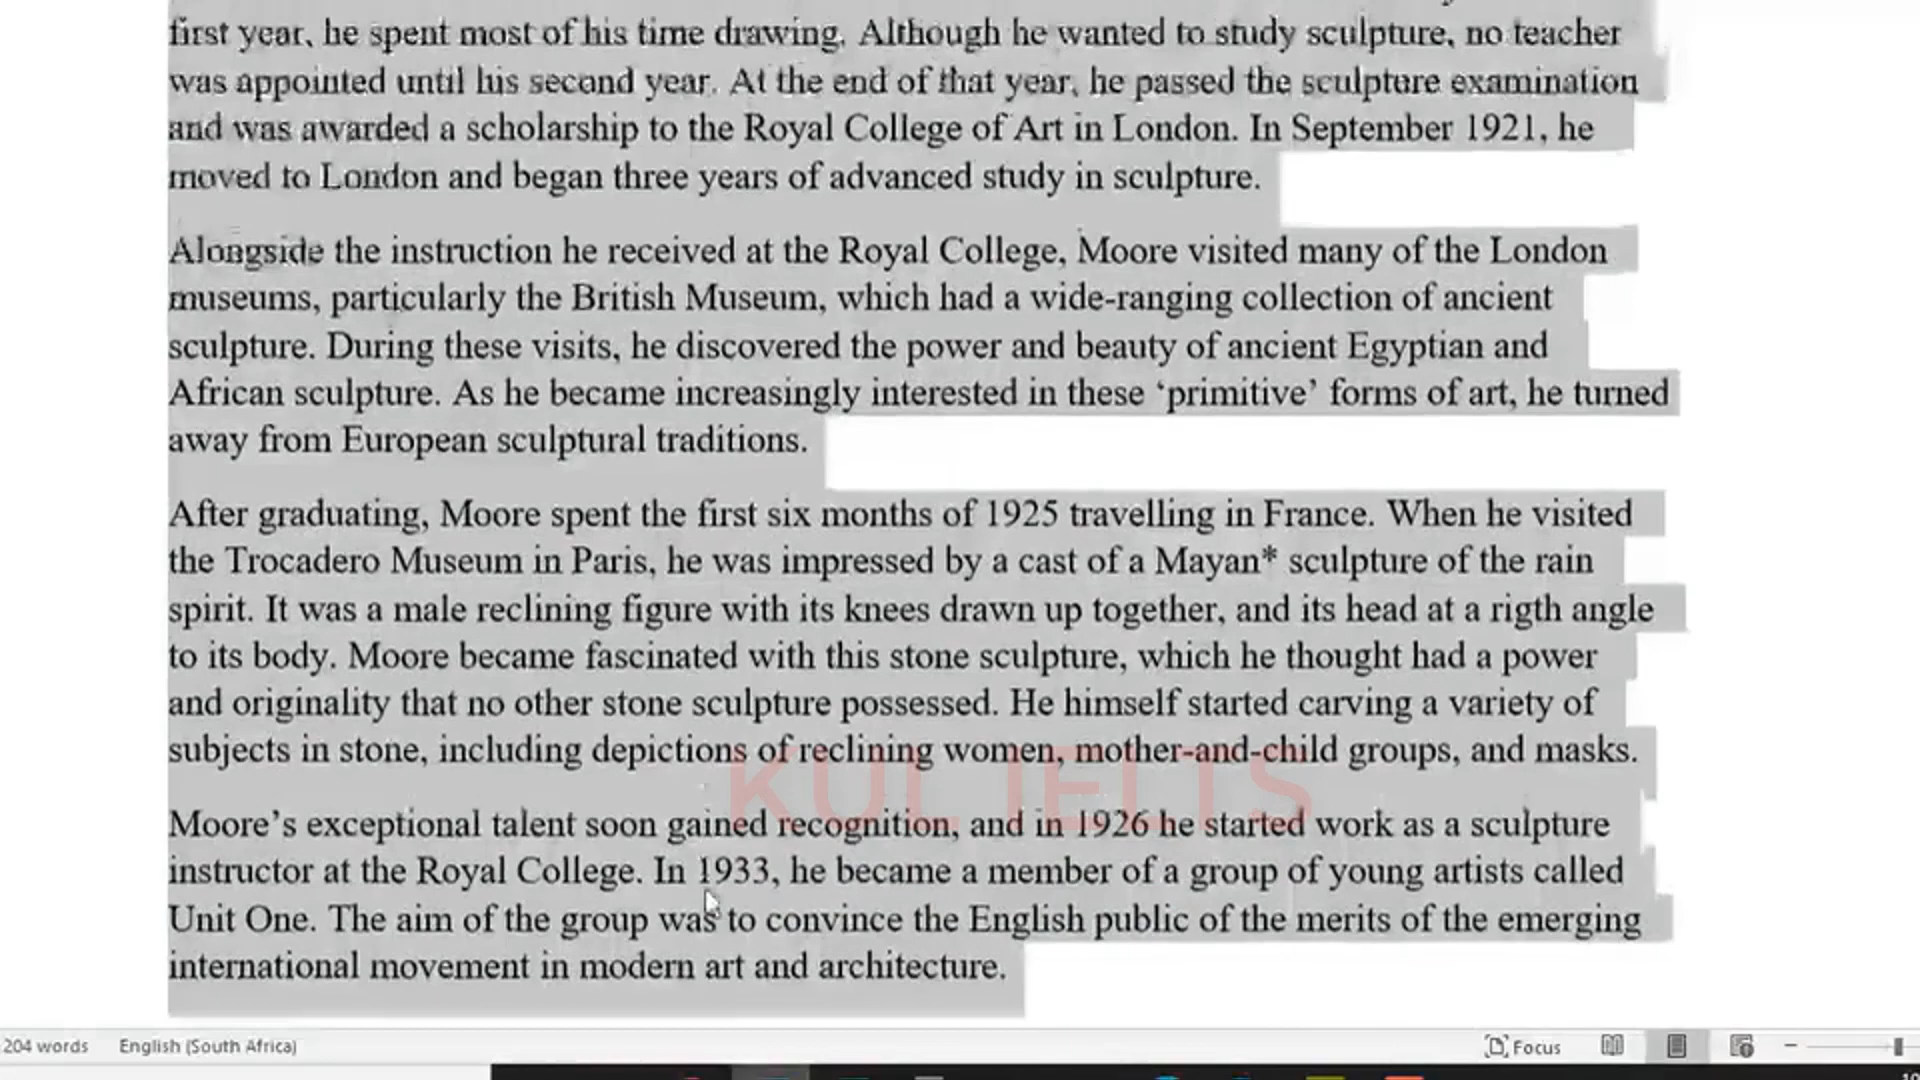 first year, he spent most of his time drawing. Although he wanted to study sculpture, no teacher
was appointed until his second year. At the end of that year, he passed the sculpture examination
and was awarded a scholarship to the Royal College of Art in London. In September 1921, he
moved to London and began three years of advanced study in sculpture.
Alongside the instruction he received at the Royal College, Moore visited many of the London
museums, particularly the British Museum, which had a wide-ranging collection of ancient
sculpture. During these visits, he discovered the power and beauty of ancient Egyptian and
African sculpture. As he became increasingly interested in these ‘primitive’ forms of art, he turned
away from European sculptural traditions.
After graduating, Moore spent the first six months of 1925 travelling in France. When he visited
the Trocadero Museum in Paris, he was impressed by a cast of a Mayan* sculpture of the rain
spirit. It was a male reclining figure with its knees drawn up together, and its head at a rigth angle
to its body. Moore became fascinated with this stone sculpture, which he thought had a power
and originality that no other stone sculpture possessed. He himself started carving a variety of
subjects in stone, including depictions of reclining women, mother-and-child groups, and masks.
KUL IELTS
Moore’s exceptional talent soon gained recognition, and in 1926 he started work as a sculpture
instructor at the Royal College. In 1933, he became a member of a group of young artists called
Unit One. The aim of the group was to convince the English public of the merits of the emerging
international movement in modern art and architecture.
204 words English (South Africa) Focus